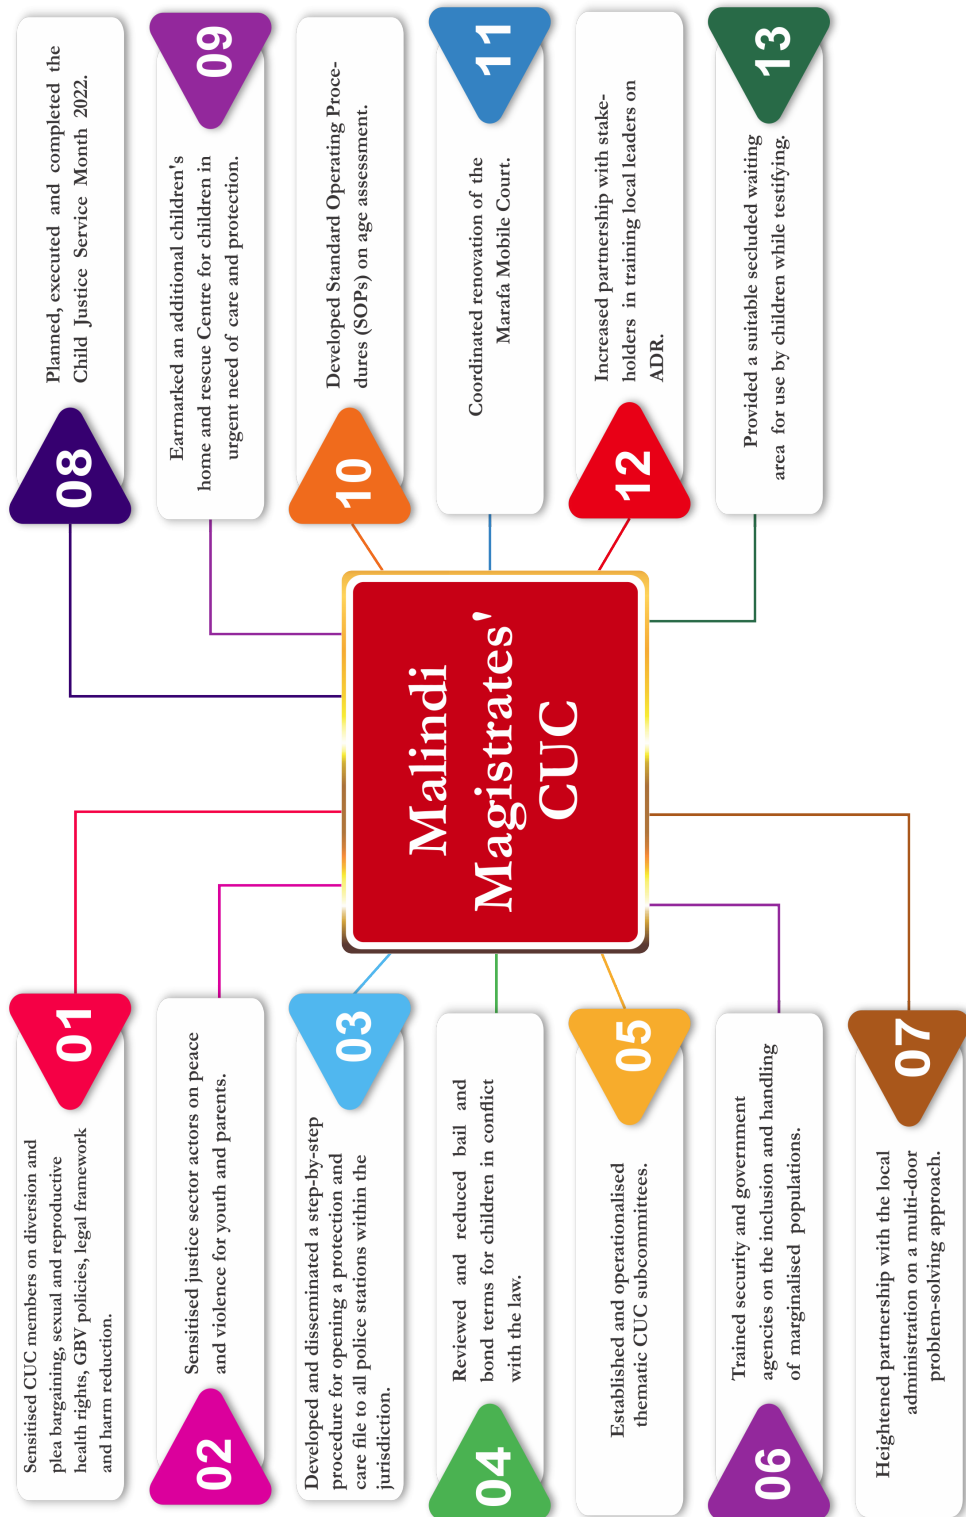 Malindi
Magistrates'
CUC
01
Sensitised CUC members on diversion and
plea bargaining, sexual and reproductive
health rights, GBV policies, legal framework
and harm reduction.
02
Sensitised justice sector actors on peace
and violence for youth and parents.
03
Developed and disseminated a step-by-step
procedure for opening a protection and
care file to all police stations within the
jurisdiction.
04
Reviewed and reduced bail and
bond terms for children in conflict
with the law.
05
Established and operationalised
thematic CUC subcommittees.
06
Trained security and government
agencies on the inclusion and handling
of marginalised populations.
07
Heightened partnership with the local
administration on a multi-door
problem-solving approach.
08
Planned, executed and completed the
Child Justice Service Month 2022.
09
Earmarked an additional children's
home and rescue Centre for children in
urgent need of care and protection.
10
Developed Standard Operating Proce-
dures (SOPs) on age assessment.
11
Coordinated renovation of the
Marafa Mobile Court.
12
Increased partnership with stake-
holders in training local leaders on
ADR.
13
Provided a suitable secluded waiting
area for use by children while testifying.